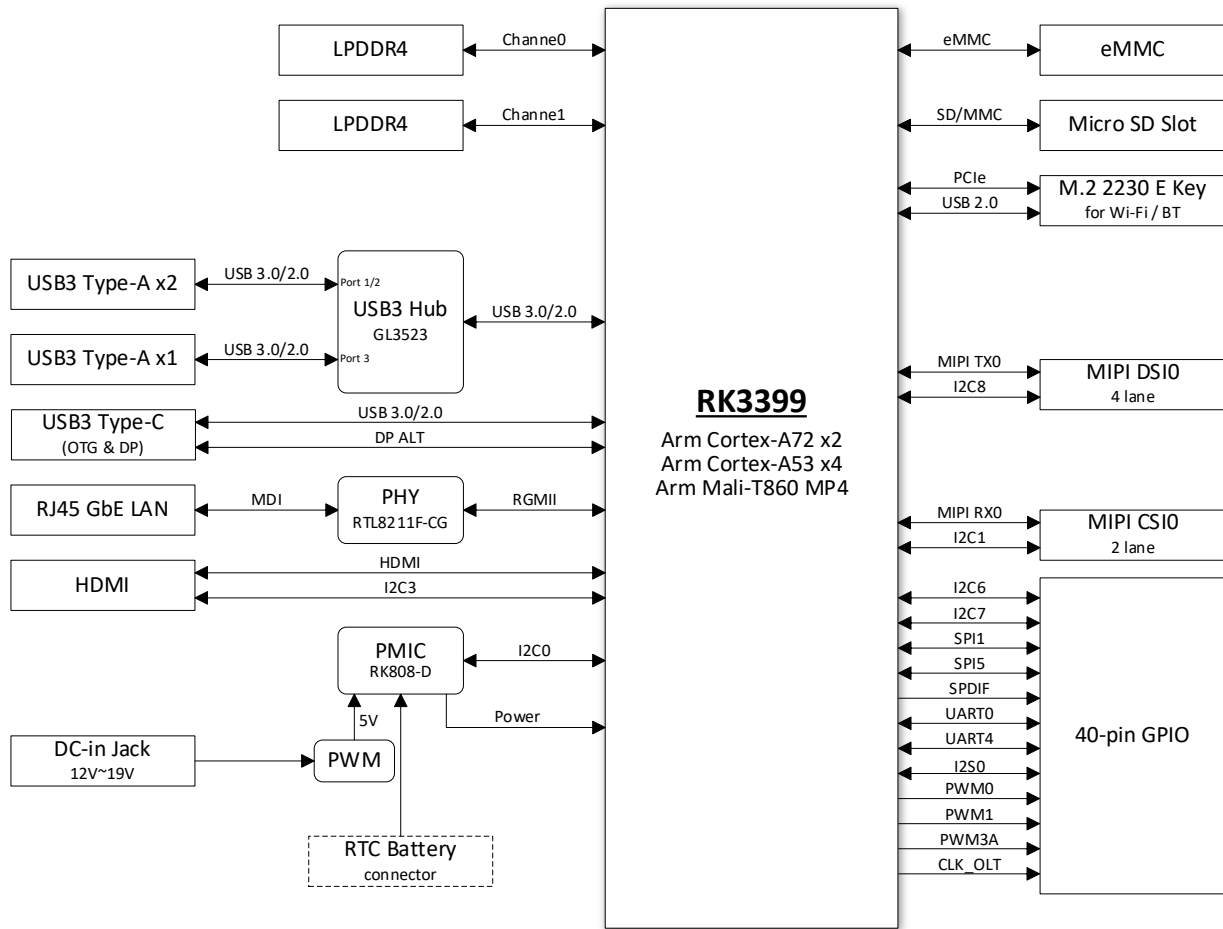 LPDDR4
Channe0
LPDDR4
Channe1
USB3 Type-A x2
USB 3.0/2.0
Port 1/2
USB3 Hub
GL3523
USB 3.0/2.0
USB3 Type-A x1
USB 3.0/2.0
Port 3
USB3 Type-C
(OTG & DP)
USB 3.0/2.0
DP ALT
RJ45 GbE LAN
MDI
PHY
RTL8211F-CG
RGMII
HDMI
HDMI
I2C3
PMIC
RK808-D
I2C0
Power
5V
DC-in Jack
12V~19V
PWM
RTC Battery
connector
RK3399
Arm Cortex-A72 x2
Arm Cortex-A53 x4
Arm Mali-T860 MP4
eMMC
eMMC
SD/MMC
Micro SD Slot
PCIe
USB 2.0
M.2 2230 E Key
for Wi-Fi / BT
MIPI TX0
I2C8
MIPI DSI0
4 lane
MIPI RX0
I2C1
MIPI CSI0
2 lane
I2C6
I2C7
SPI1
SPI5
SPDIF
UART0
UART4
I2S0
PWM0
PWM1
PWM3A
CLK_OLT
40-pin GPIO